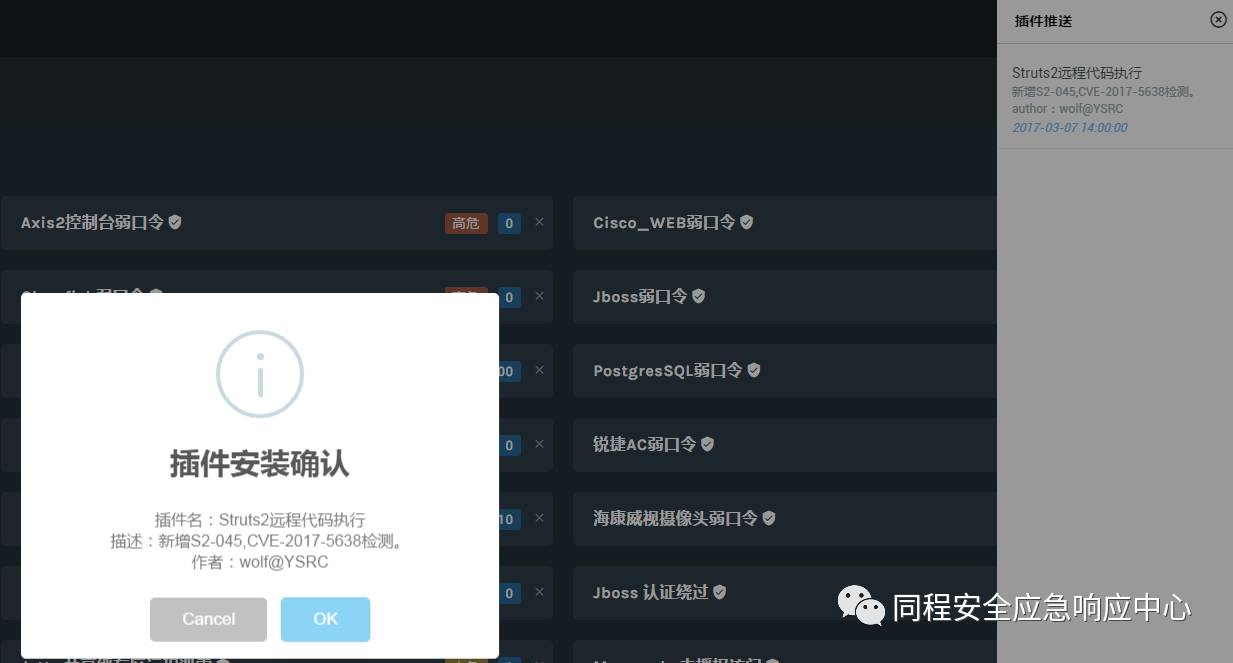 插件推送
Struts2远程代码执行
新增S2-045,CVE-2017-5638检测。
author：wolf@YSRC
2017-03-07 14:00:00
Axis2控制台弱口令
高危
0
Cisco_WEB弱口令
0
Jboss弱口令
PostgresSQL弱口令
0
锐捷AC弱口令
海康威视摄像头弱口令
0
Jboss 认证绕过
插件安装确认
插件名：Struts2远程代码执行
描述：新增S2-045,CVE-2017-5638检测。
作者：wolf@YSRC
Cancel
OK
同程安全应急响应中心